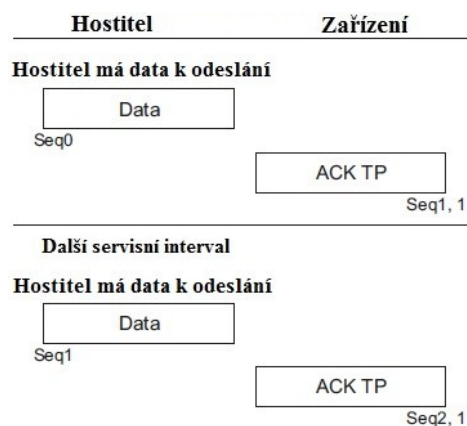 Hostitel Zařízení
Hostitel má data k odeslání
Data
Seq0
ACK TP
Seq1, 1
Další servisní interval
Hostitel má data k odeslání
Data
Seq1
ACK TP
Seq2, 1